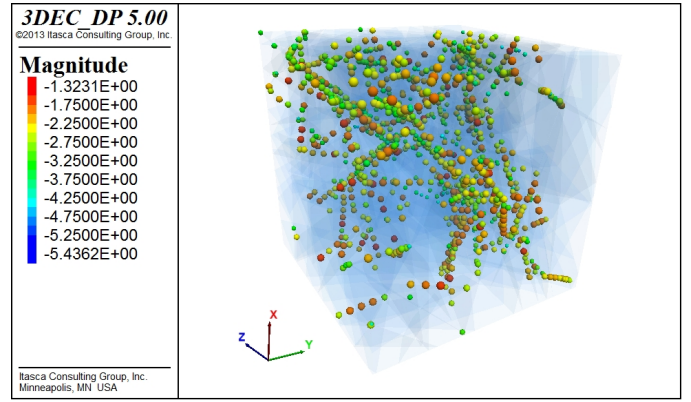 3DEC_DP 5.00
©2013 Itasca Consulting Group, Inc.
Magnitude
-1.3231E+00
-1.7500E+00
-2.2500E+00
-2.7500E+00
-3.2500E+00
-3.7500E+00
-4.2500E+00
-4.7500E+00
-5.2500E+00
-5.4362E+00
X
Z
Y
Itasca Consulting Group, Inc.
Minneapolis, MN USA